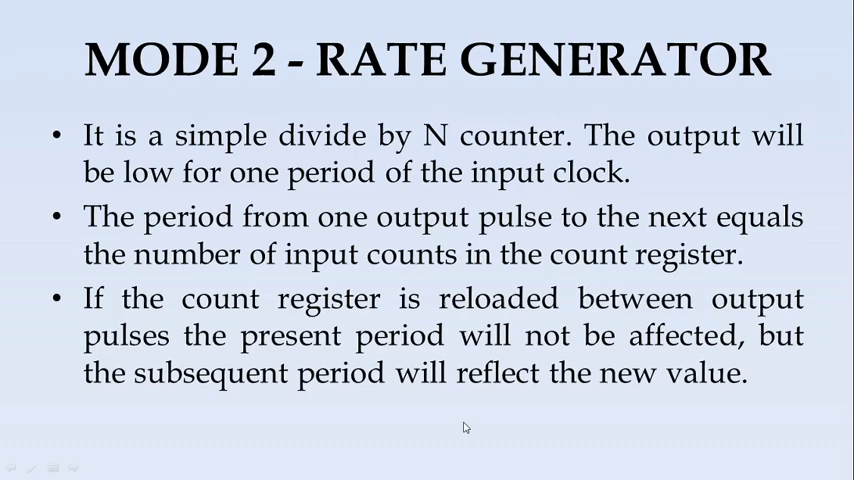 MODE 2 - RATE GENERATOR
• It is a simple divide by N counter. The output will
be low for one period of the input clock.
• The period from one output pulse to the next equals
the number of input counts in the count register.
• If the count register is reloaded between output
pulses the present period will not be affected, but
the subsequent period will reflect the new value.